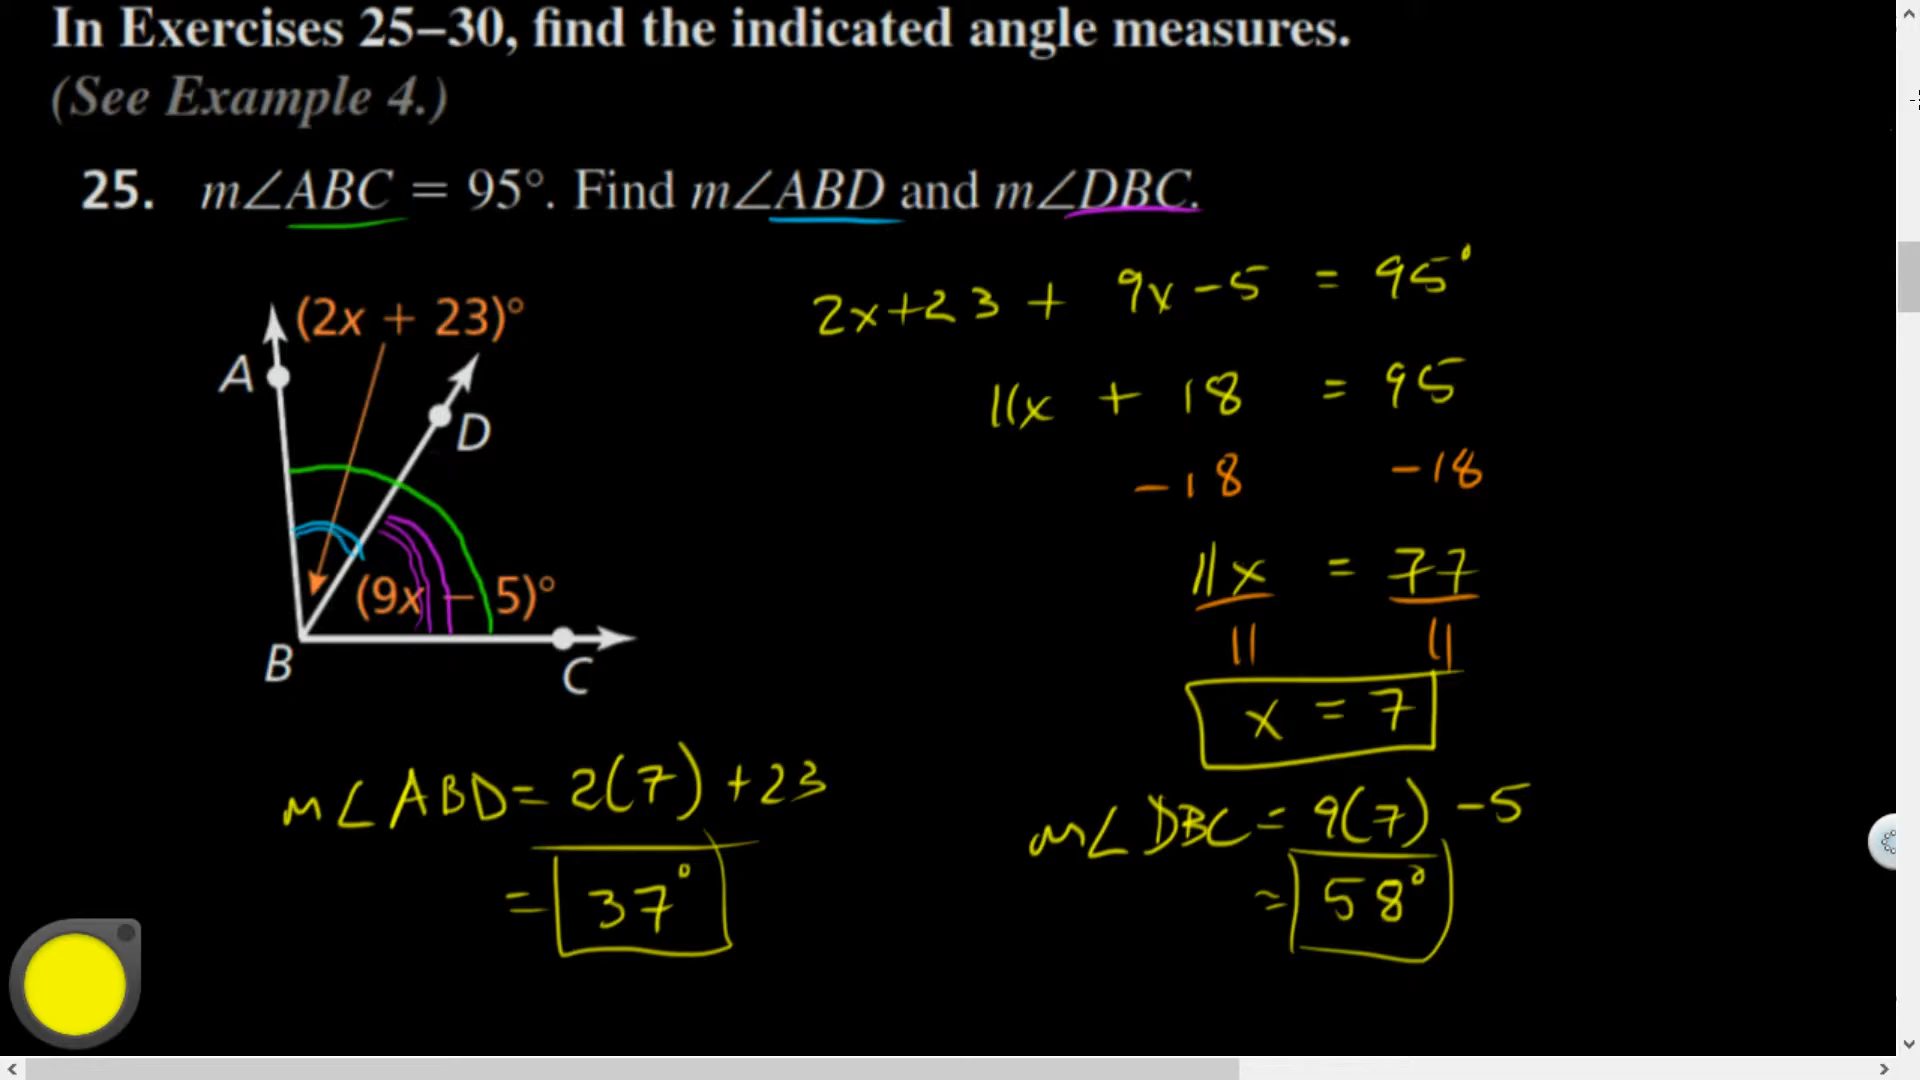 In Exercises 25–30, find the indicated angle measures.
(See Example 4.)
25. m∠ABC = 95°. Find m∠ABD and m∠DBC.
2x+23 + 9x-5 = 95°
(2x + 23)°
A
D
11x + 18 = 95
-18 -18
11x = 77
11 11
(9x – 5)°
B
C
x = 7
m∠ABD = 2(7) + 23
= 37°
m∠DBC = 9(7) - 5
= 58°